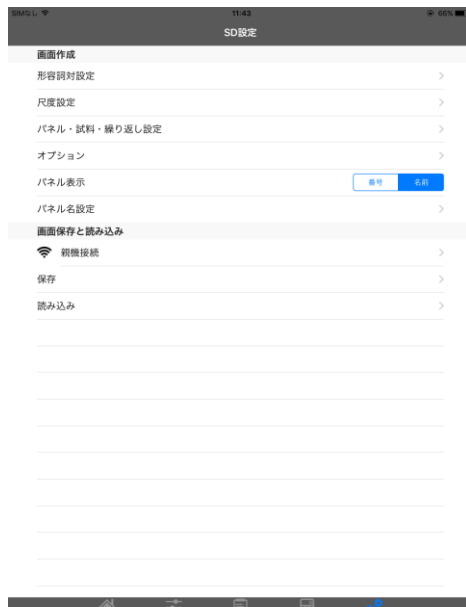 SIMなし 11:43 66%
SD設定
画面作成
形容詞対設定
尺度設定
パネル・試料・繰り返し設定
オプション
パネル表示 番号 名前
パネル名設定
画面保存と読み込み
親機接続
保存
読み込み